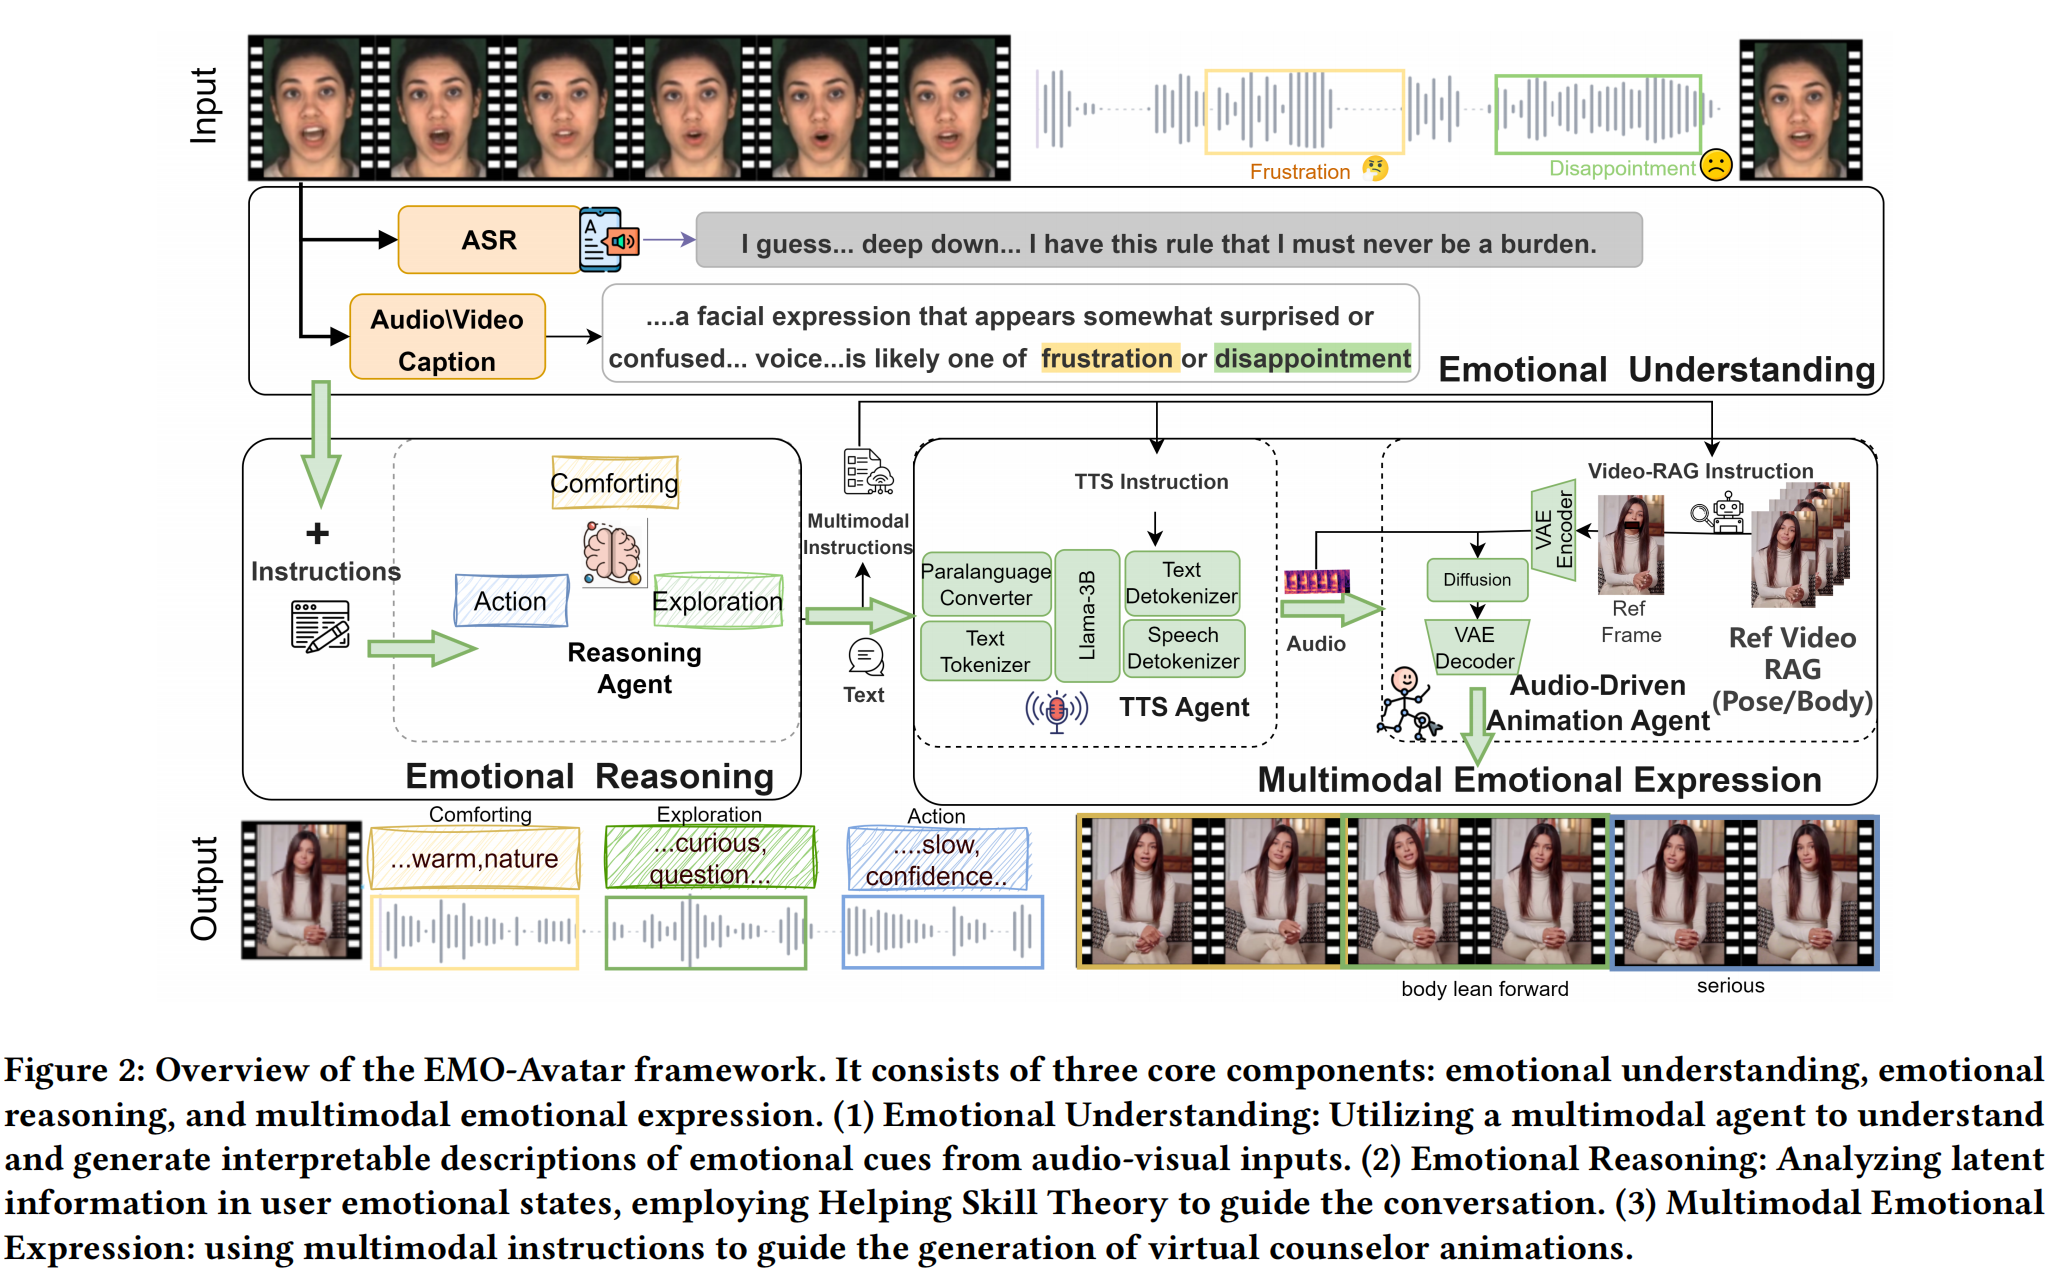 Input
Frustration
Disappointment
ASR
A
I guess... deep down... I have this rule that I must never be a burden.
Audio\Video
Caption
....a facial expression that appears somewhat surprised or
confused... voice...is likely one of frustration or disappointment
Emotional Understanding
+
Instructions
Comforting
Action
Exploration
Reasoning
Agent
Emotional Reasoning
Multimodal
Instructions
Text
TTS Instruction
Paralanguage
Converter
Text
Tokenizer
Llama-3B
Text
Detokenizer
Speech
Detokenizer
TTS Agent
Audio
Video-RAG Instruction
VAE
Encoder
Diffusion
VAE
Decoder
Ref
Frame
Ref Video
RAG
(Pose/Body)
Audio-Driven
Animation Agent
Multimodal Emotional Expression
Output
Comforting
...warm,nature
Exploration
...curious,
question...
Action
....slow,
confidence..
body lean forward
serious
Figure 2: Overview of the EMO-Avatar framework. It consists of three core components: emotional understanding, emotional
reasoning, and multimodal emotional expression. (1) Emotional Understanding: Utilizing a multimodal agent to understand
and generate interpretable descriptions of emotional cues from audio-visual inputs. (2) Emotional Reasoning: Analyzing latent
information in user emotional states, employing Helping Skill Theory to guide the conversation. (3) Multimodal Emotional
Expression: using multimodal instructions to guide the generation of virtual counselor animations.